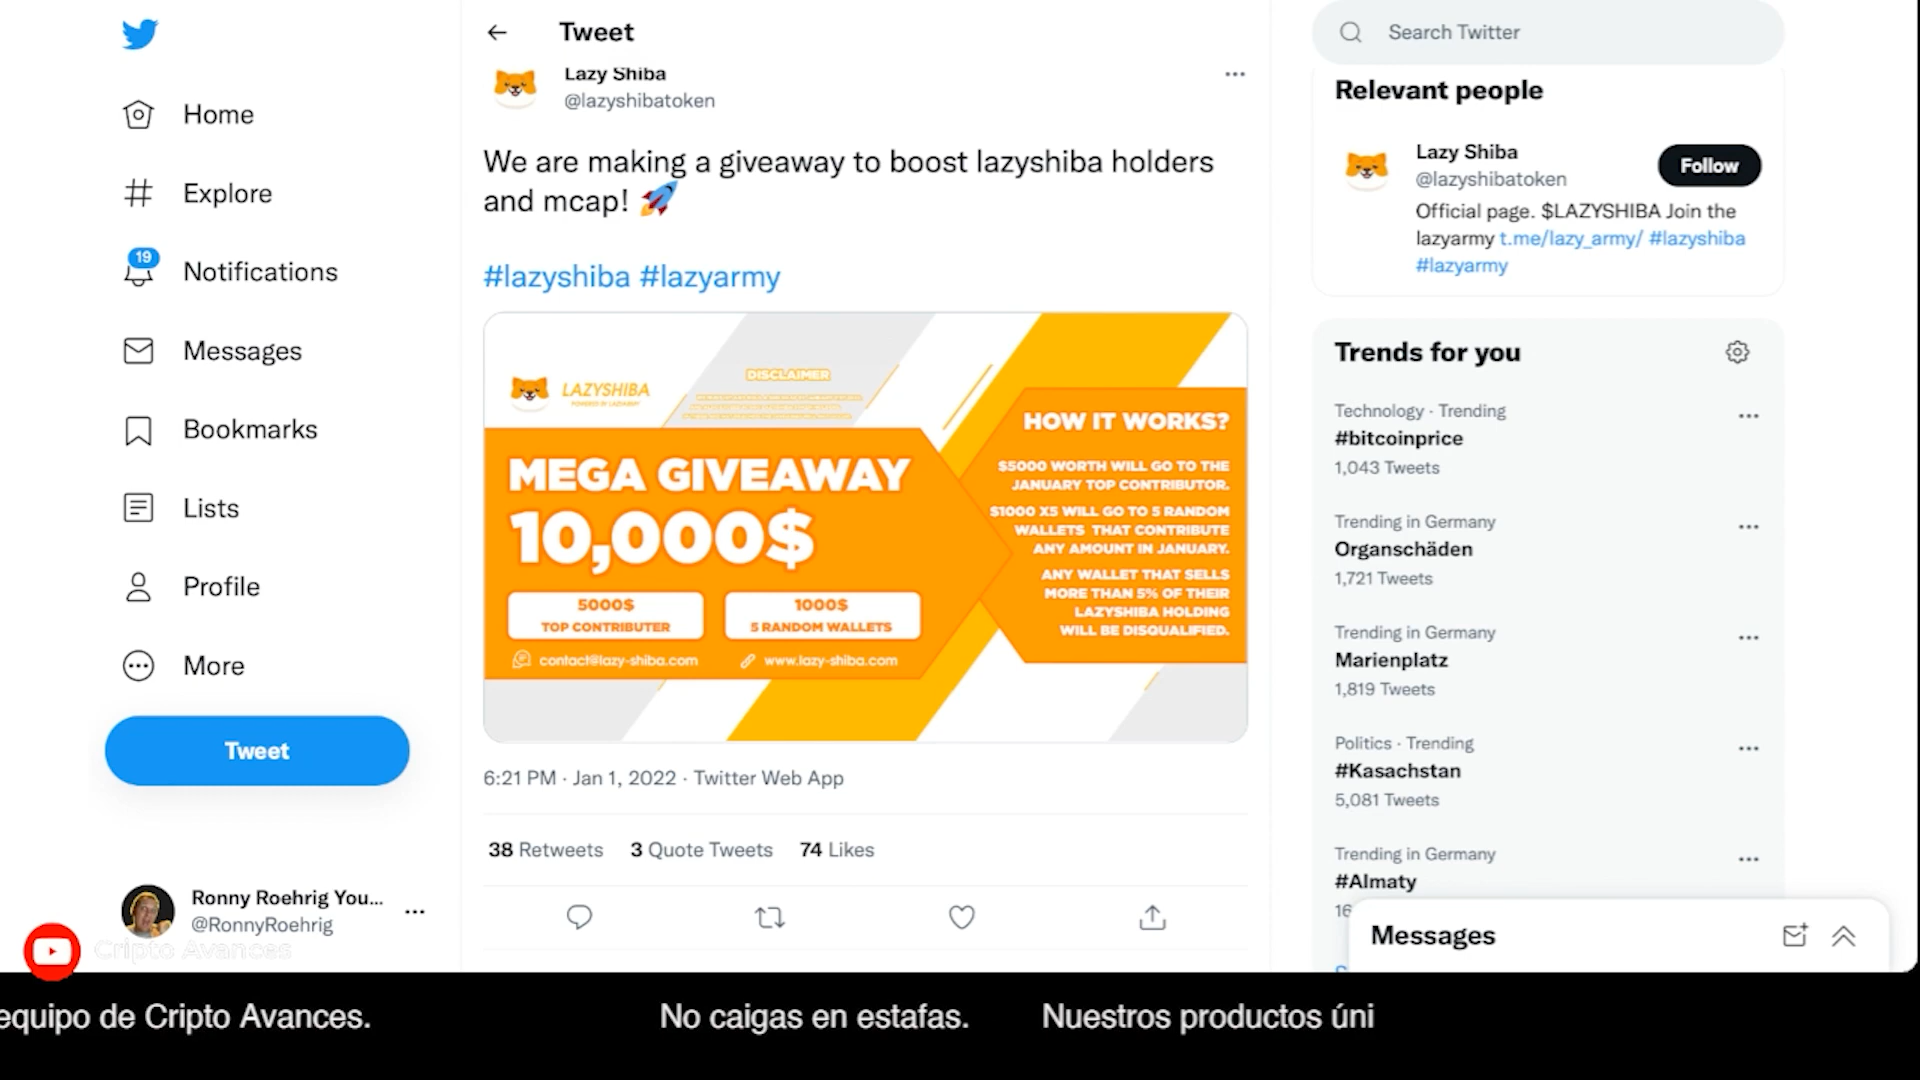 Home
Explore
19
Notifications
Messages
Bookmarks
Lists
Profile
More
Tweet
Ronny Roehrig You...
@RonnyRoehrig
Cripto Avances
Tweet
Lazy Shiba
@lazyshibatoken
We are making a giveaway to boost lazyshiba holders
and mcap!
#lazyshiba #lazyarmy
LAZYSHIBA
DISCLAIMER
MEGA GIVEAWAY
10,000$
5000$
TOP CONTRIBUTER
1000$
5 RANDOM WALLETS
contact@lazy-shiba.com
www.lazy-shiba.com
HOW IT WORKS?
$5000 WORTH WILL GO TO THE
JANUARY TOP CONTRIBUTOR.
$1000 X5 WILL GO TO 5 RANDOM
WALLETS THAT CONTRIBUTE
ANY AMOUNT IN JANUARY.
ANY WALLET THAT SELLS
MORE THAN 5% OF THEIR
LAZYSHIBA HOLDING
WILL BE DISQUALIFIED.
6:21 PM · Jan 1, 2022 · Twitter Web App
38 Retweets 3 Quote Tweets 74 Likes
Search Twitter
Relevant people
Lazy Shiba
@lazyshibatoken
Follow
Official page. $LAZYSHIBA Join the
lazyarmy t.me/lazy_army/ #lazyshiba
#lazyarmy
Trends for you
Technology · Trending
#bitcoinprice
1,043 Tweets
Trending in Germany
Organschäden
1,721 Tweets
Trending in Germany
Marienplatz
1,819 Tweets
Politics · Trending
#Kasachstan
5,081 Tweets
Trending in Germany
#Almaty
16
Messages
equipo de Cripto Avances. No caigas en estafas. Nuestros productos úni